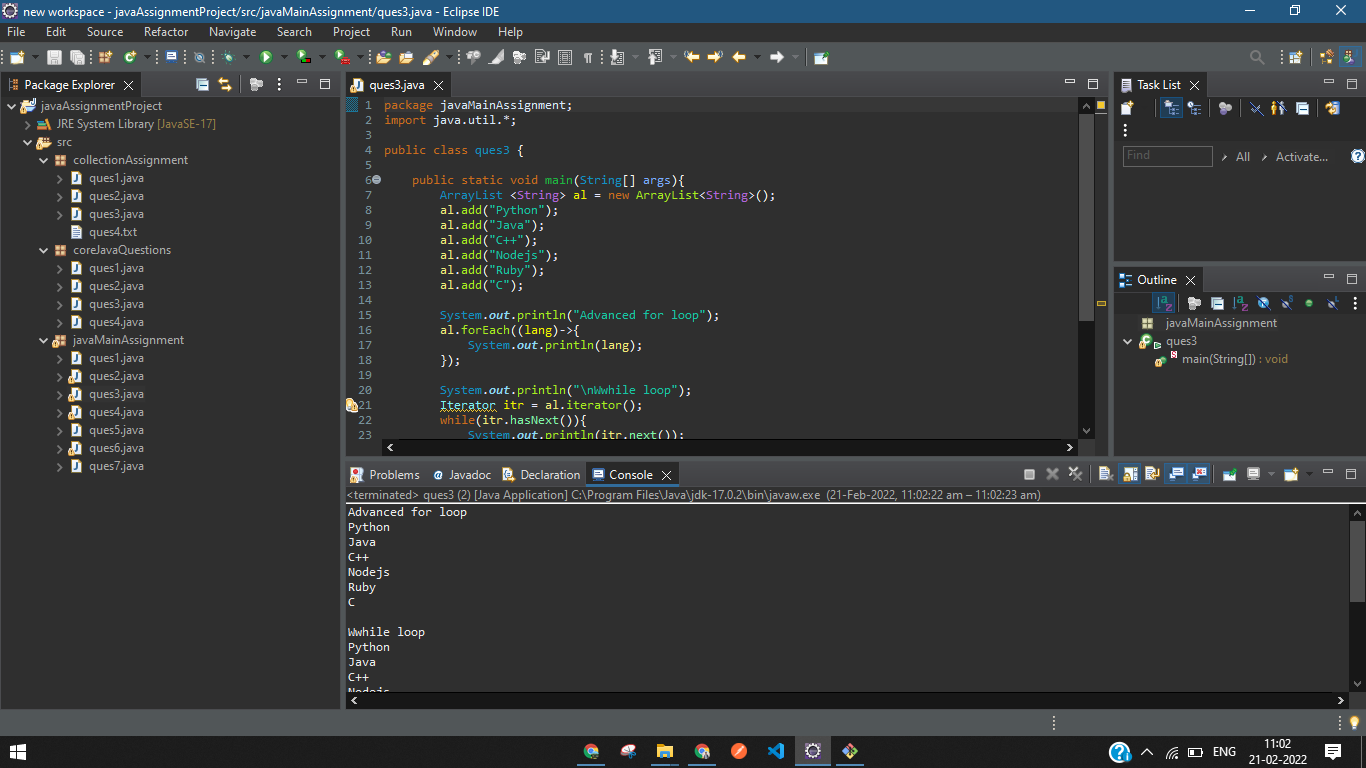 new workspace - javaAssignmentProject/src/javaMainAssignment/ques3.java - Eclipse IDE
File Edit Source Refactor Navigate Search Project Run Window Help
Package Explorer
javaAssignmentProject
JRE System Library [JavaSE-17]
src
collectionAssignment
ques1.java
ques2.java
ques3.java
ques4.txt
coreJavaQuestions
ques1.java
ques2.java
ques3.java
ques4.java
javaMainAssignment
ques1.java
ques2.java
ques3.java
ques4.java
ques5.java
ques6.java
ques7.java
ques3.java
1 package javaMainAssignment;
2 import java.util.*;
3
4 public class ques3 {
5
6 public static void main(String[] args){
7 ArrayList <String> al = new ArrayList<String>();
8 al.add("Python");
9 al.add("Java");
10 al.add("C++");
11 al.add("Nodejs");
12 al.add("Ruby");
13 al.add("C");
14
15 System.out.println("Advanced for loop");
16 al.forEach((lang)->{
17 System.out.println(lang);
18 });
19
20 System.out.println("\nWwhile loop");
21 Iterator itr = al.iterator();
22 while(itr.hasNext()){
23 System.out.println(itr.next());
Task List
Find All Activate...
Outline
javaMainAssignment
ques3
main(String[]) : void
Problems Javadoc Declaration Console
<terminated> ques3 (2) [Java Application] C:\Program Files\Java\jdk-17.0.2\bin\javaw.exe (21-Feb-2022, 11:02:22 am – 11:02:23 am)
Advanced for loop
Python
Java
C++
Nodejs
Ruby
C
Wwhile loop
Python
Java
C++
Nodejs
ENG
11:02
21-02-2022